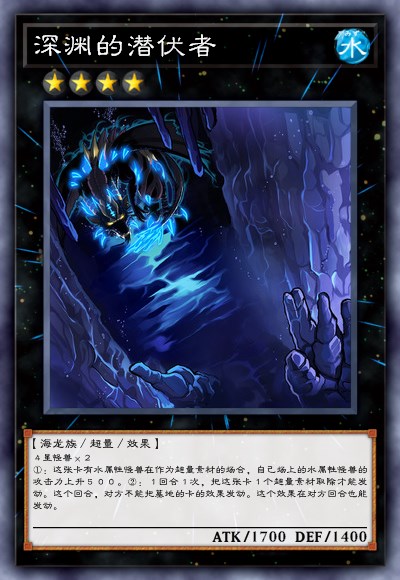 深渊的潜伏者
水
【海龙族／超量／效果】
４星怪兽×２
①：这张卡有水属性怪兽在作为超量素材的场合，自己场上的水属性怪兽的
攻击力上升５００。②：１回合１次，把这张卡１个超量素材取除才能发
动。这个回合，对方不能把墓地的卡的效果发动。这个效果在对方回合也能
发动。
ATK/1700 DEF/1400